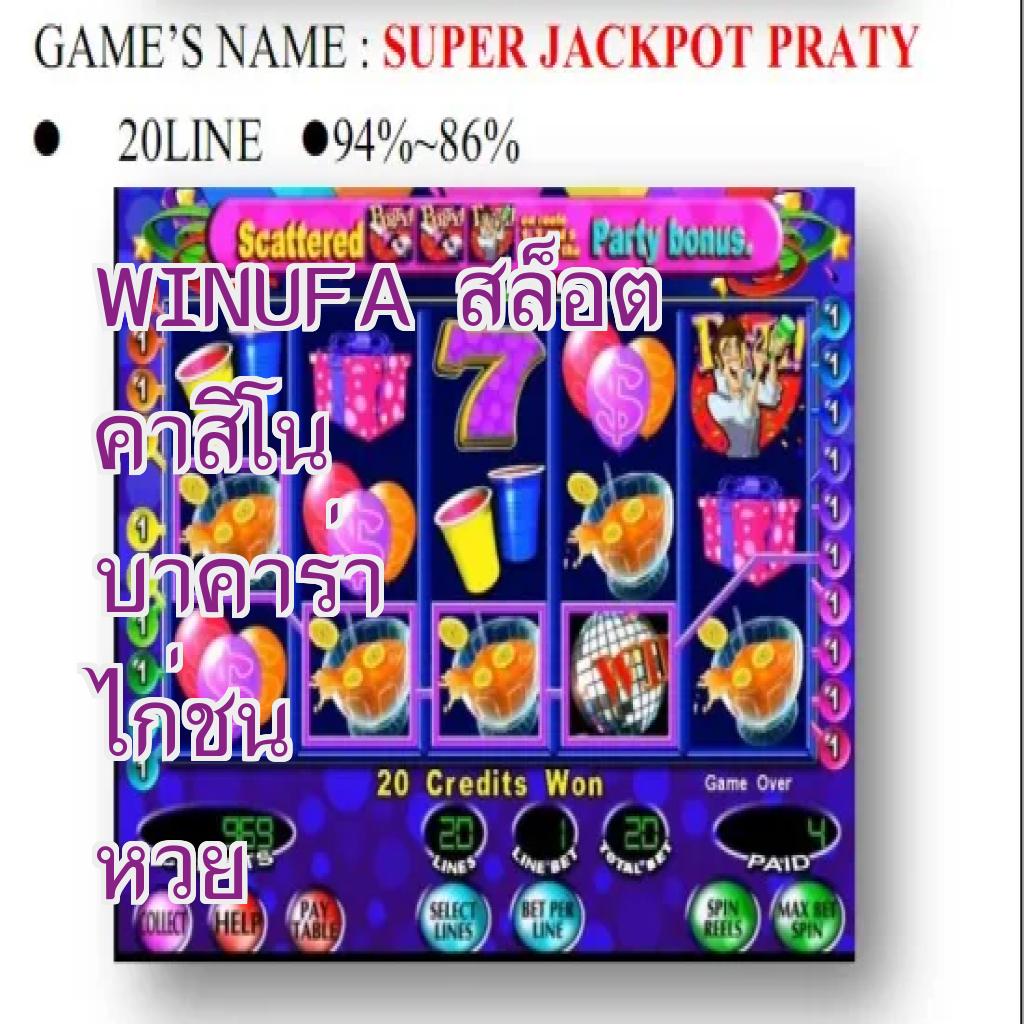 GAME'S NAME : SUPER JACKPOT PRATY
● 20LINE ●94%~86%
Scattered Party bonus.
WINUFA สล็อต
คาสิโน
บาคาร่า
ไก่ชน
หวย
7
WILD
20 Credits Won
Game Over
969 20 1 20 4
LINES LINE BET TOTAL BET PAID
COLLECT HELP PAY TABLE SELECT LINES BET PER LINE SPIN REELS MAX BET SPIN